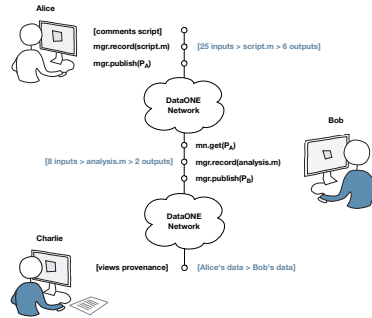 Alice
[comments script]
mgr.record(script.m)
[25 inputs > script.m > 6 outputs]
mgr.publish(PA)
DataONE
Network
Bob
mn.get(PA)
[8 inputs > analysis.m > 2 outputs]
mgr.record(analysis.m)
mgr.publish(PB)
DataONE
Network
Charlie
[views provenance]
[Alice's data > Bob's data]